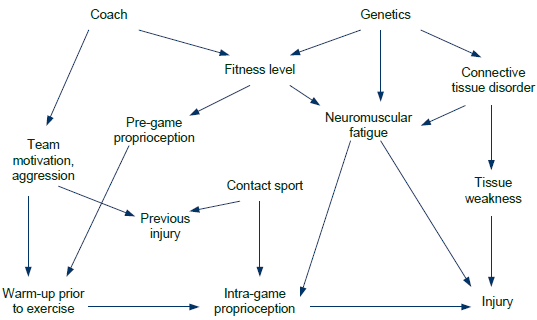 Coach
Genetics
Fitness level
Connective
tissue disorder
Pre-game
proprioception
Neuromuscular
fatigue
Team
motivation,
aggression
Contact sport
Tissue
weakness
Previous
injury
Warm-up prior
to exercise
Intra-game
proprioception
Injury